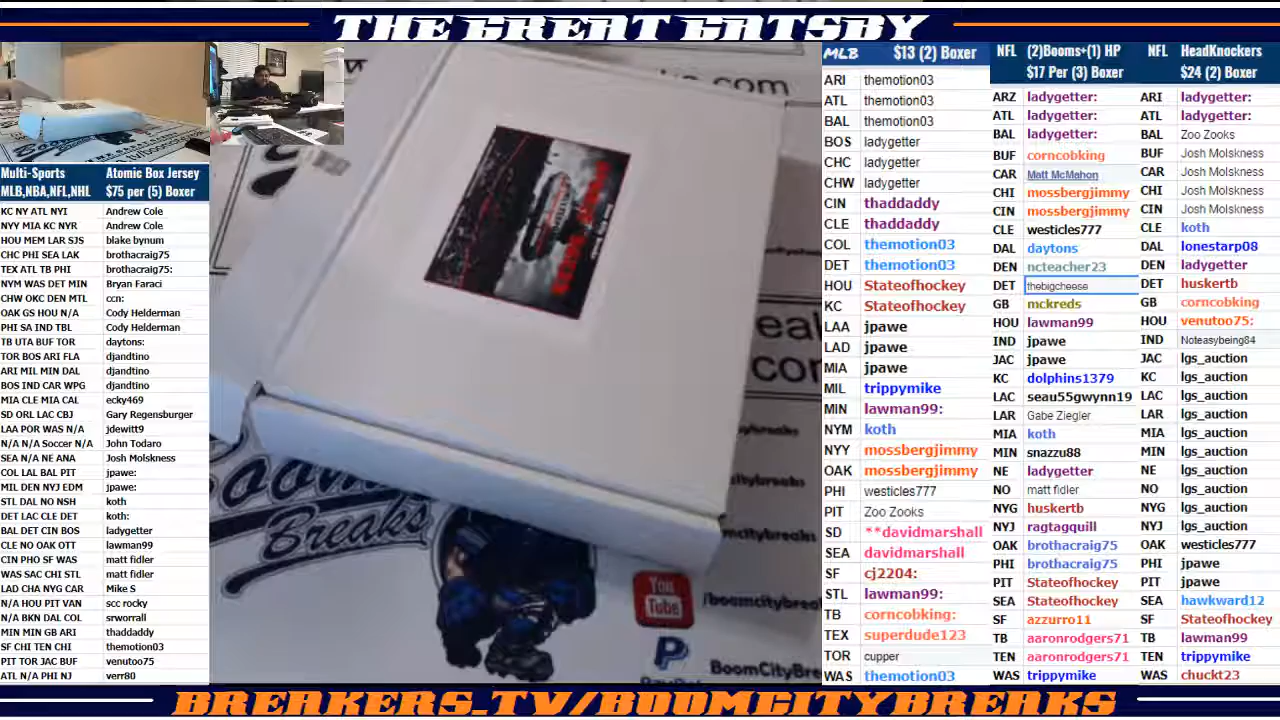 THE GREAT GATSBY
Multi-Sports Atomic Box Jersey
MLB,NBA,NFL,NHL $75 per (5) Boxer
KC NY ATL NYI Andrew Cole
NYY MIA KC NYR Andrew Cole
HOU MEM LAR SJS blake bynum
CHC PHI SEA LAK brothacraig75
TEX ATL TB PHI brothacraig75:
NYM WAS DET MIN Bryan Faraci
CHW OKC DEN MTL ccn:
OAK GS HOU N/A Cody Helderman
PHI SA IND TBL Cody Helderman
TB UTA BUF TOR daytons:
TOR BOS ARI FLA djandtino
ARI MIL MIN DAL djandtino
BOS IND CAR WPG djandtino
MIA CLE MIA CAL ecky469
SD ORL LAC CBJ Gary Regensburger
LAA POR WAS N/A jdewitt9
N/A N/A Soccer N/A John Todaro
SEA N/A NE ANA Josh Molskness
COL LAL BAL PIT jpawe:
MIL DEN NYJ EDM jpawe:
STL DAL NO NSH koth
DET LAC CLE DET koth:
BAL DET CIN BOS ladygetter
CLE NO OAK OTT lawman99
CIN PHO SF WAS matt fidler
WAS SAC CHI STL matt fidler
LAD CHA NYG CAR Mike S
N/A HOU PIT VAN scc rocky
N/A BKN DAL COL srworrall
MIN MIN GB ARI thaddaddy
SF CHI TEN CHI themotion03
PIT TOR JAC BUF venutoo75
ATL N/A PHI NJ verr80
Breaks
You
Tube
/boomcitybreak
BoomCityBre
MLB $13 (2) Boxer
ARI themotion03
ATL themotion03
BAL themotion03
BOS ladygetter
CHC ladygetter
CHW ladygetter
CIN thaddaddy
CLE thaddaddy
COL themotion03
DET themotion03
HOU Stateofhockey
KC Stateofhockey
LAA jpawe
LAD jpawe
MIA jpawe
MIL trippymike
MIN lawman99:
NYM koth
NYY mossbergjimmy
OAK mossbergjimmy
PHI westicles777
PIT Zoo Zooks
SD **davidmarshall
SEA davidmarshall
SF cj2204:
STL lawman99:
TB corncobking:
TEX superdude123
TOR cupper
WAS themotion03
NFL (2)Booms+(1) HP
$17 Per (3) Boxer
ARZ ladygetter:
ATL ladygetter:
BAL ladygetter:
BUF corncobking
CAR Matt McMahon
CHI mossbergjimmy
CIN mossbergjimmy
CLE westicles777
DAL daytons
DEN ncteacher23
DET thebigcheese
GB mckreds
HOU lawman99
IND jpawe
JAC jpawe
KC dolphins1379
LAC seau55gwynn19
LAR Gabe Ziegler
MIA koth
MIN snazzu88
NE ladygetter
NO matt fidler
NYG huskertb
NYJ ragtagquill
OAK brothacraig75
PHI brothacraig75
PIT Stateofhockey
SEA Stateofhockey
SF azzurro11
TB aaronrodgers71
TEN aaronrodgers71
WAS trippymike
NFL HeadKnockers
$24 (2) Boxer
ARI ladygetter:
ATL ladygetter:
BAL Zoo Zooks
BUF Josh Molskness
CAR Josh Molskness
CHI Josh Molskness
CIN Josh Molskness
CLE koth
DAL lonestarp08
DEN ladygetter
DET huskertb
GB corncobking
HOU venutoo75:
IND Noteasybeing84
JAC lgs_auction
KC lgs_auction
LAC lgs_auction
LAR lgs_auction
MIA lgs_auction
MIN lgs_auction
NE lgs_auction
NO lgs_auction
NYG lgs_auction
NYJ lgs_auction
OAK westicles777
PHI jpawe
PIT jpawe
SEA hawkward12
SF Stateofhockey
TB lawman99
TEN trippymike
WAS chuckt23
BREAKERS.TV/BOOMCITYBREAKS